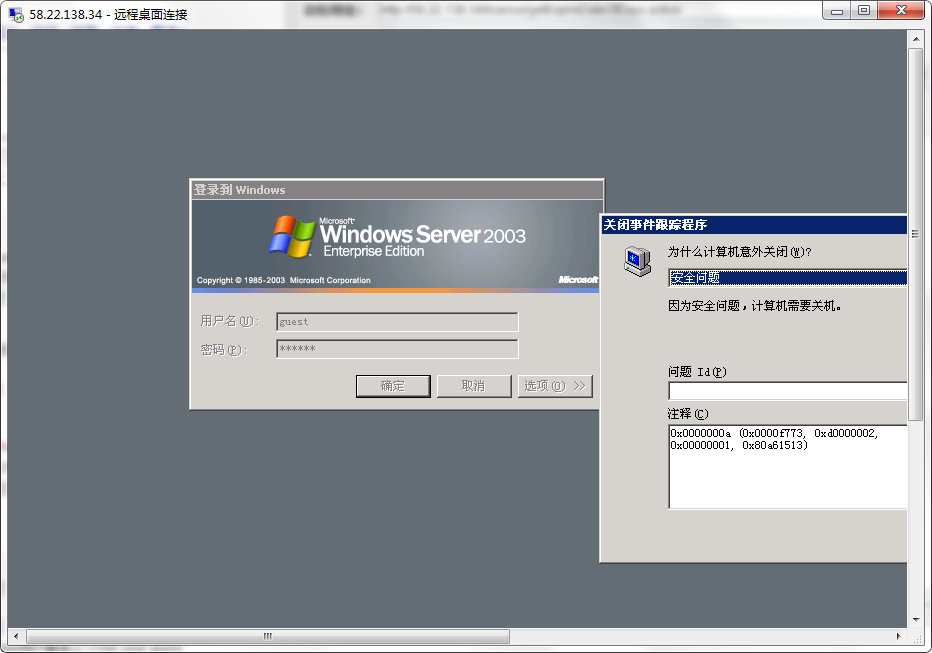 58.22.138.34 - 远程桌面连接
登录到 Windows
Microsoft
Windows Server 2003
Enterprise Edition
Copyright © 1985-2003 Microsoft Corporation
Microsoft
用户名(U):
guest
密码(P):
******
确定
取消
选项(O) >>
关闭事件跟踪程序
为什么计算机意外关闭(W)?
安全问题
因为安全问题，计算机需要关机。
问题 Id(P)
注释(C)
0x0000000a (0x0000f773, 0xd0000002,
0x00000001, 0x80a61513)